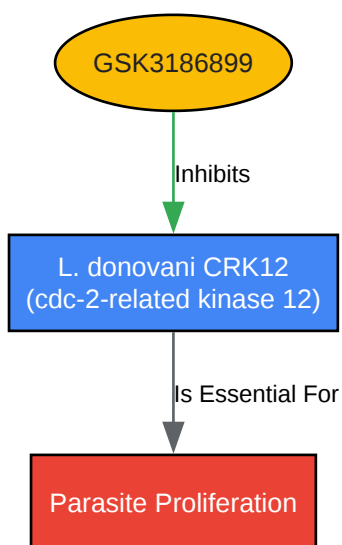 GSK3186899
Inhibits
L. donovani CRK12
(cdc-2-related kinase 12)
Is Essential For
Parasite Proliferation